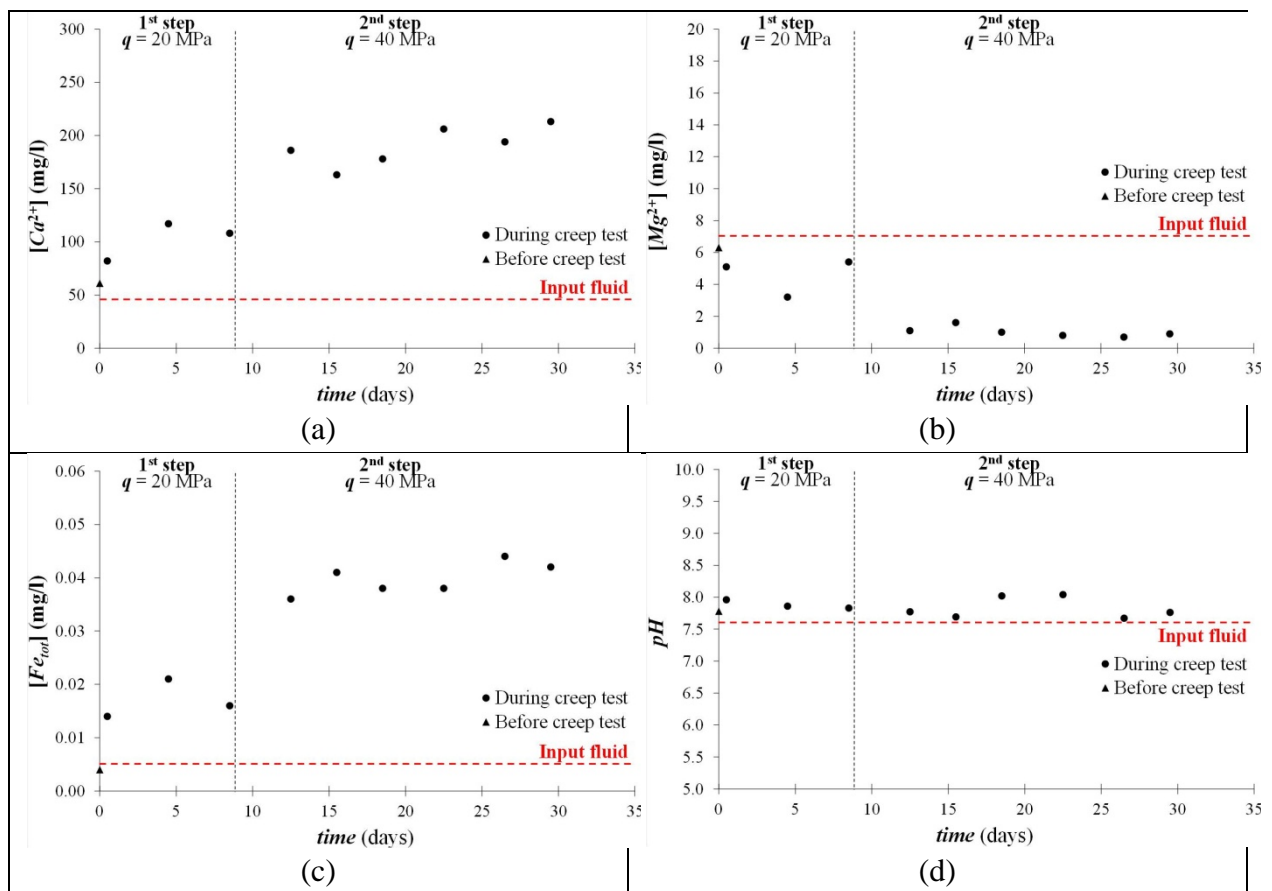 1st step
q = 20 MPa
2nd step
q = 40 MPa
300
250
200
150
100
50
0
[Ca2+] (mg/l)
During creep test
Before creep test
Input fluid
0 5 10 15 20 25 30 35
time (days)
(a)
1st step
q = 20 MPa
2nd step
q = 40 MPa
20
18
16
14
12
10
8
6
4
2
0
[Mg2+] (mg/l)
During creep test
Before creep test
Input fluid
0 5 10 15 20 25 30 35
time (days)
(b)
1st step
q = 20 MPa
2nd step
q = 40 MPa
0.06
0.05
0.04
0.03
0.02
0.01
0.00
[Fetot] (mg/l)
During creep test
Before creep test
Input fluid
0 5 10 15 20 25 30 35
time (days)
(c)
1st step
q = 20 MPa
2nd step
q = 40 MPa
10.0
9.5
9.0
8.5
8.0
7.5
7.0
6.5
6.0
5.5
5.0
pH
Input fluid
During creep test
Before creep test
0 5 10 15 20 25 30 35
time (days)
(d)